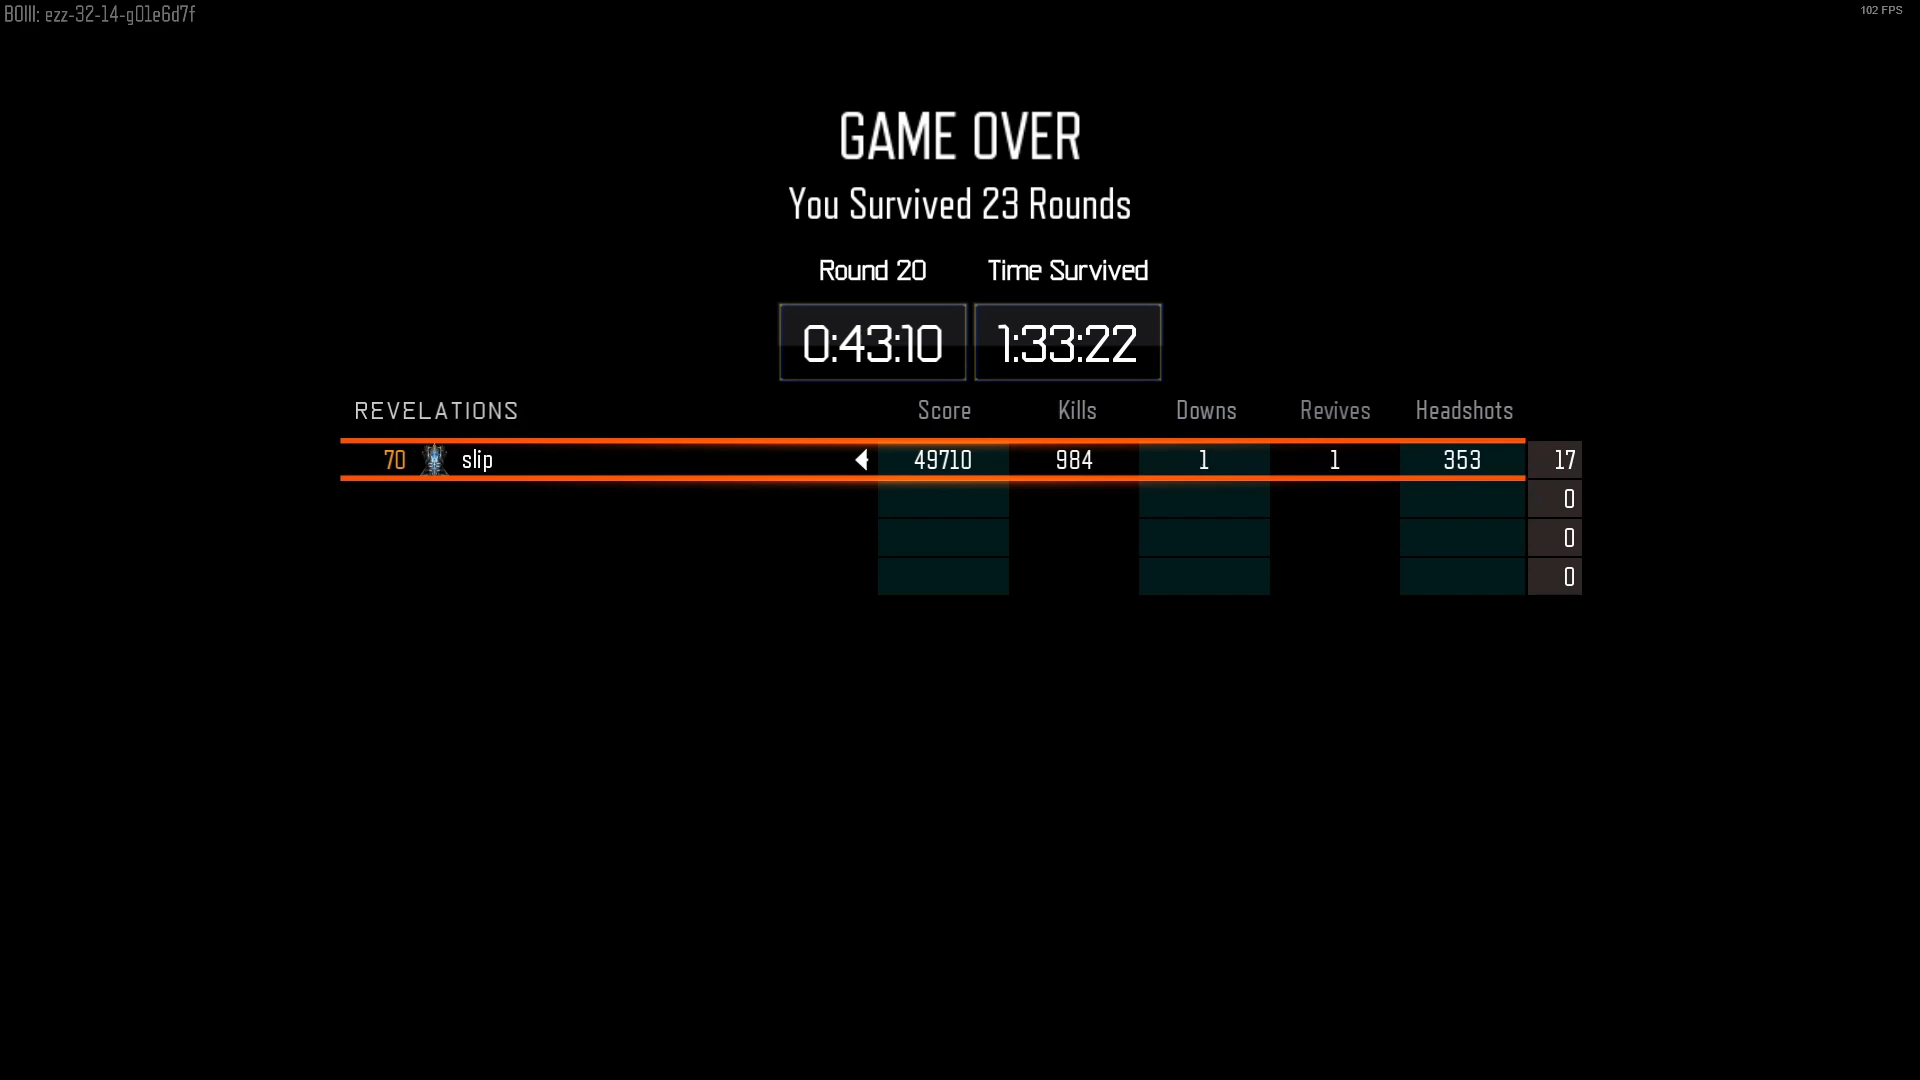 BOIII: ezz-32-14-g01e6d7f
102 FPS
GAME OVER
You Survived 23 Rounds
Round 20 Time Survived
0:43:10 1:33:22
REVELATIONS Score Kills Downs Revives Headshots
70 slip 49710 984 1 1 353 17
0
0
0